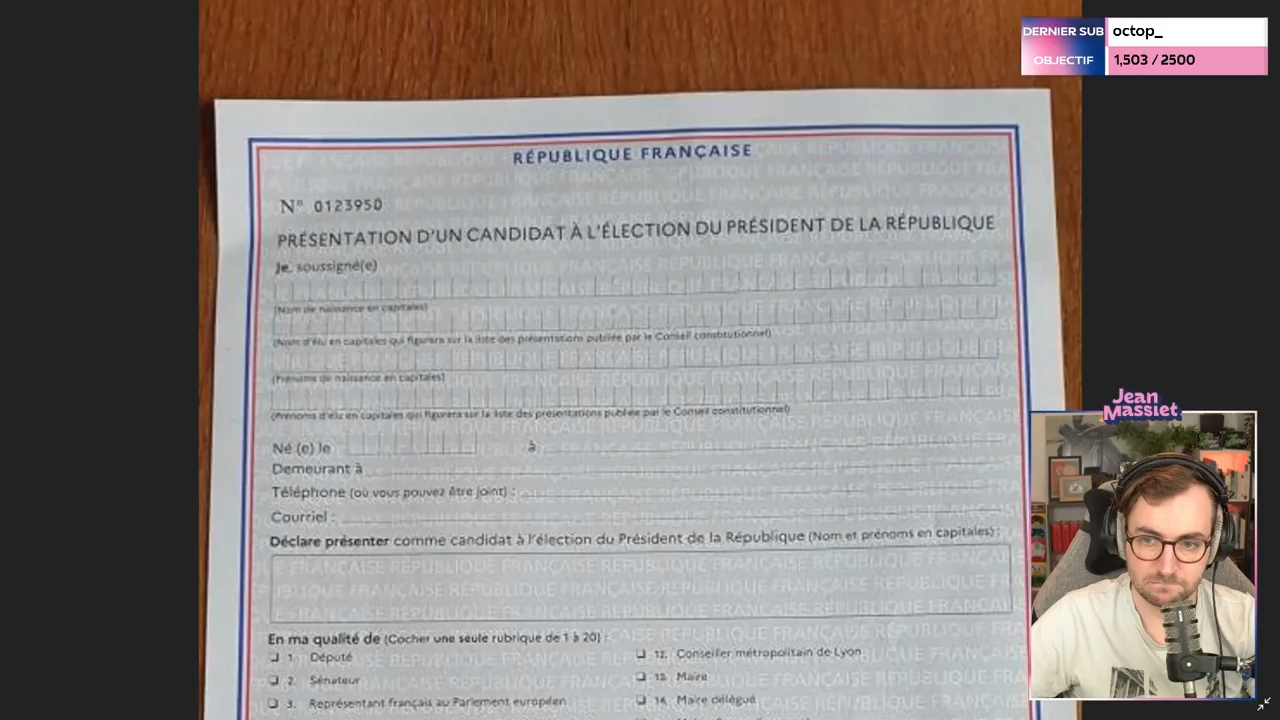 DERNIER SUB octop_
OBJECTIF 1,503 / 2500
RÉPUBLIQUE FRANÇAISE
N° 0123950
PRÉSENTATION D'UN CANDIDAT À L'ÉLECTION DU PRÉSIDENT DE LA RÉPUBLIQUE
Je, soussigné(e)
(Nom de naissance en capitales)
(Nom d'élu en capitales qui figurera sur la liste des présentations publiée par le Conseil constitutionnel)
(Prénoms de naissance en capitales)
(Prénoms d'élu en capitales qui figurera sur la liste des présentations publiée par le Conseil constitutionnel)
Né (e) le à
Demeurant à
Téléphone (où vous pouvez être joint) :
Courriel :
Déclare présenter comme candidat à l'élection du Président de la République (Nom et prénoms en capitales) :
En ma qualité de (Cocher une seule rubrique de 1 à 20) :
1. Député
2. Sénateur
3. Représentant français au Parlement européen
12. Conseiller métropolitain de Lyon
13. Maire
14. Maire délégué
Jean
Massiet